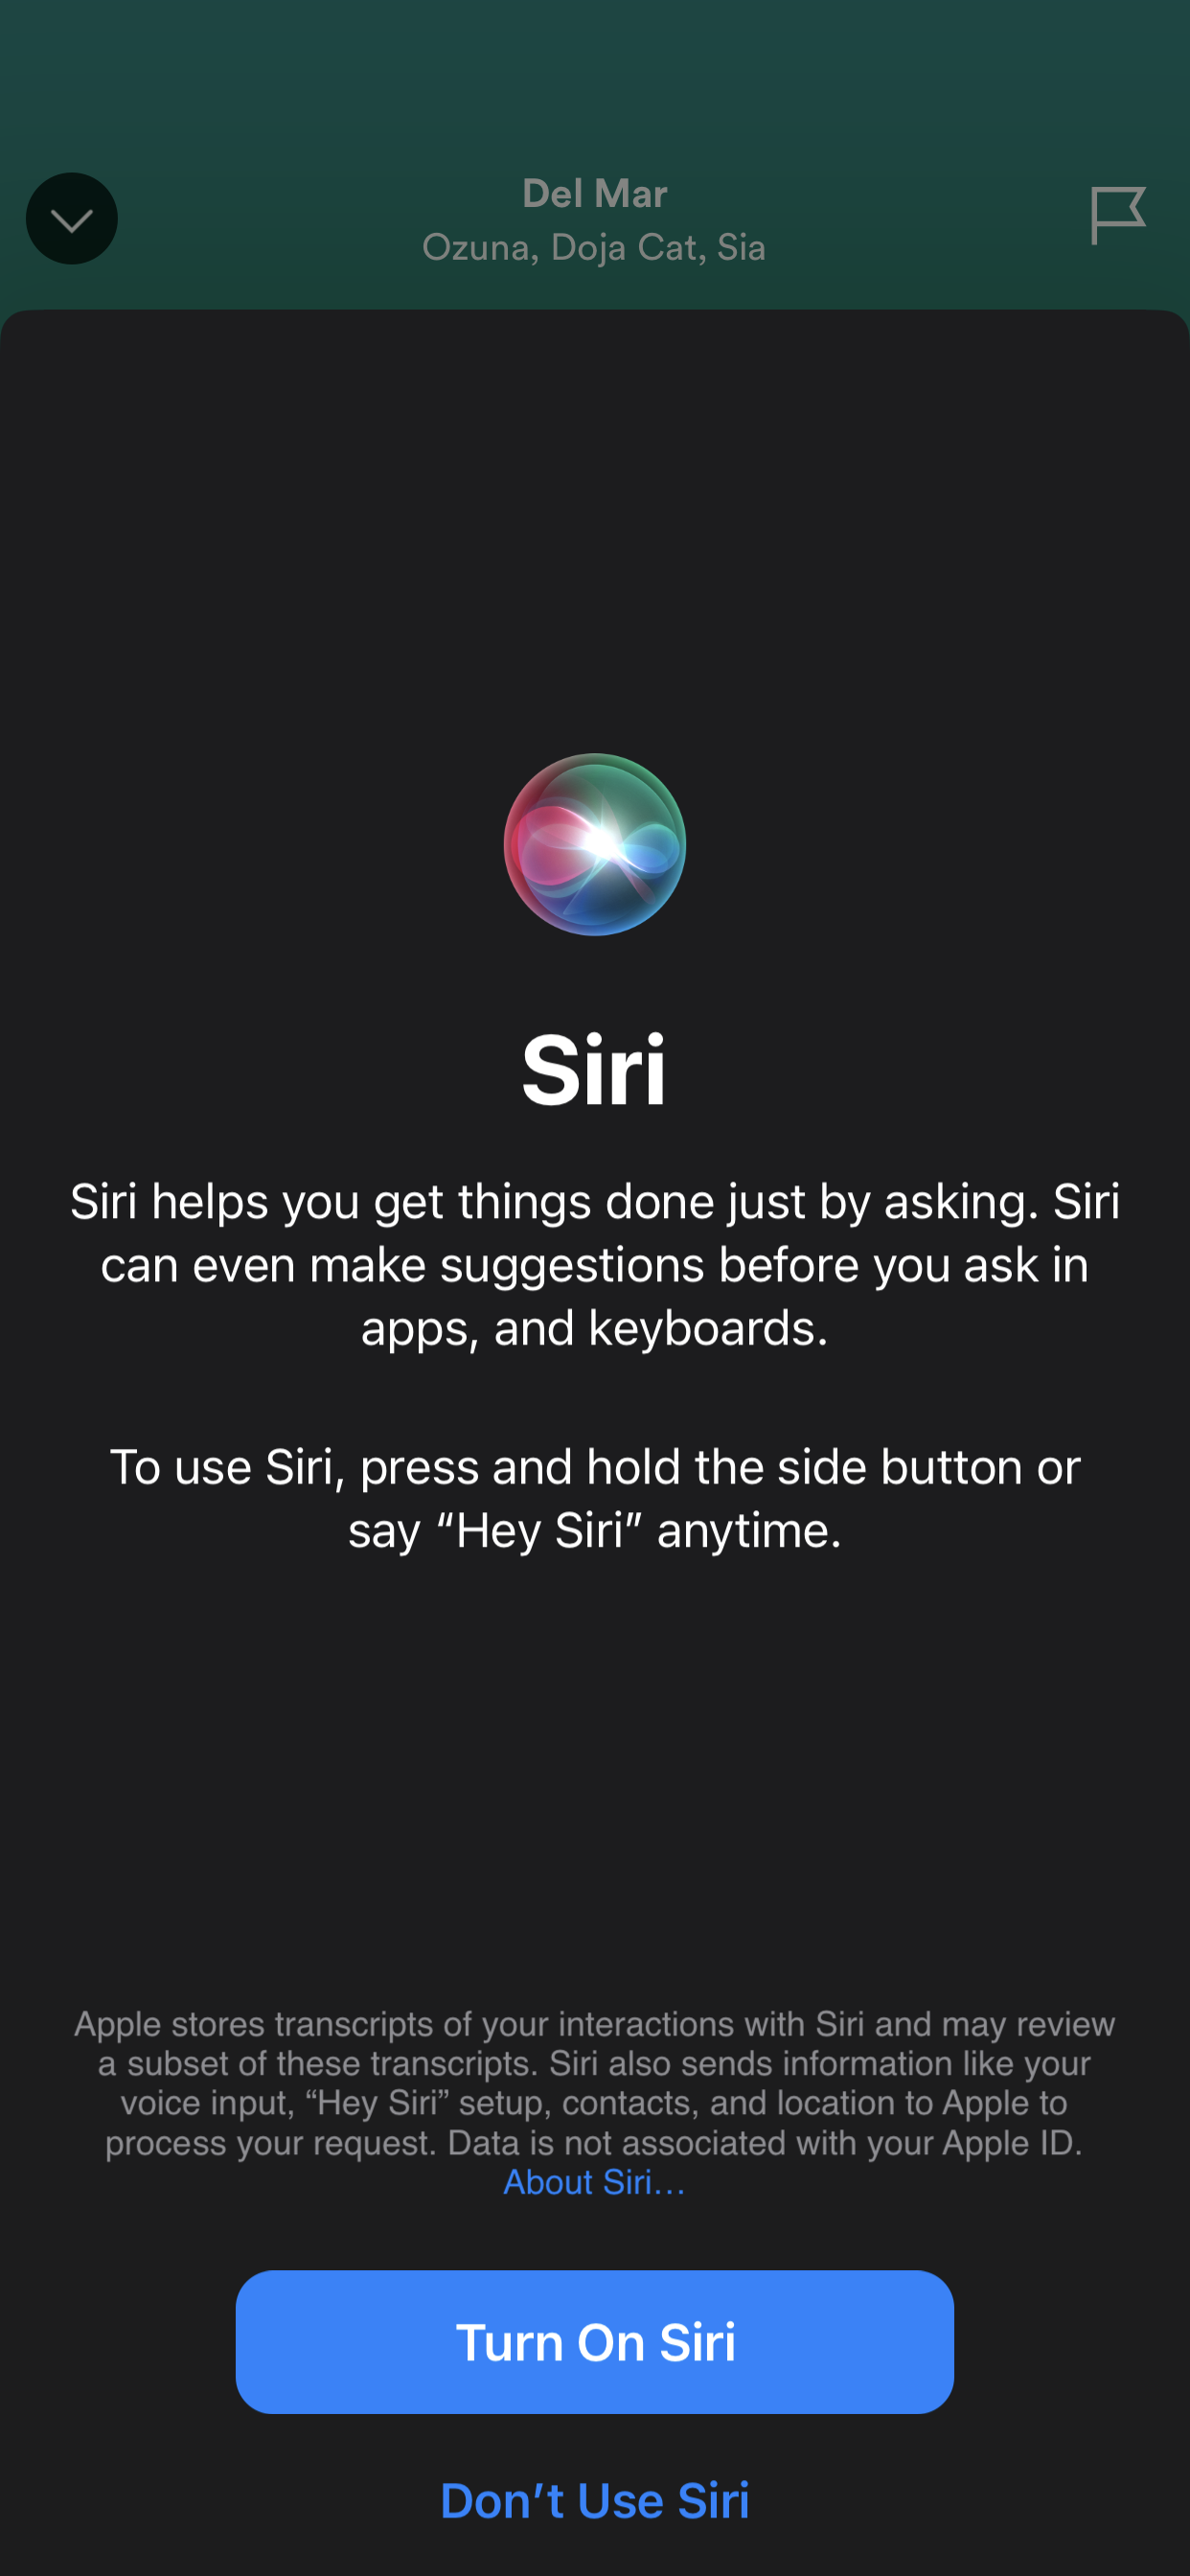 Del Mar
Ozuna, Doja Cat, Sia
Siri
Siri helps you get things done just by asking. Siri
can even make suggestions before you ask in
apps, and keyboards.
To use Siri, press and hold the side button or
say “Hey Siri” anytime.
Apple stores transcripts of your interactions with Siri and may review
a subset of these transcripts. Siri also sends information like your
voice input, “Hey Siri” setup, contacts, and location to Apple to
process your request. Data is not associated with your Apple ID.
About Siri...
Turn On Siri
Don’t Use Siri